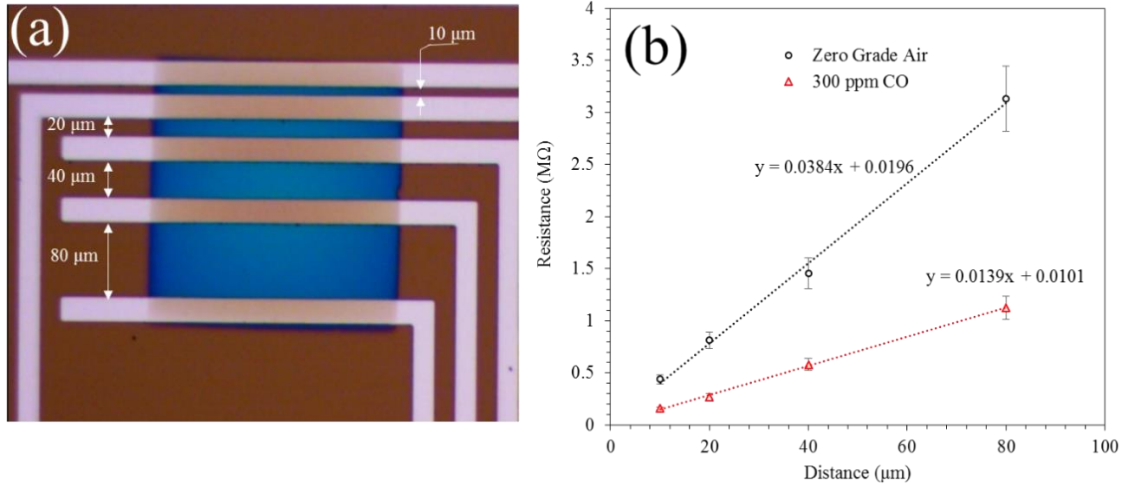 (a)
10 μm
20 μm
40 μm
80 μm
(b)
Zero Grade Air
300 ppm CO
y = 0.0384x + 0.0196
y = 0.0139x + 0.0101
Resistance (MΩ)
4
3.5
3
2.5
2
1.5
1
0.5
0
0 20 40 60 80 100
Distance (μm)